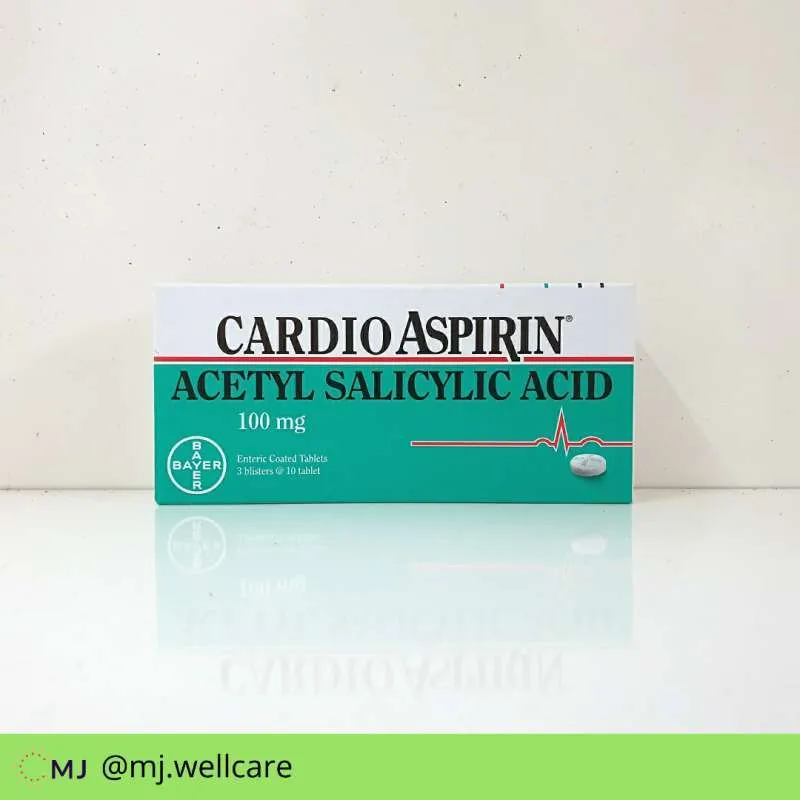 CARDIO ASPIRIN®
ACETYL SALICYLIC ACID
100 mg
BAYER
BAYER
Enteric Coated Tablets
3 blisters @ 10 tablet
MJ @mj.wellcare